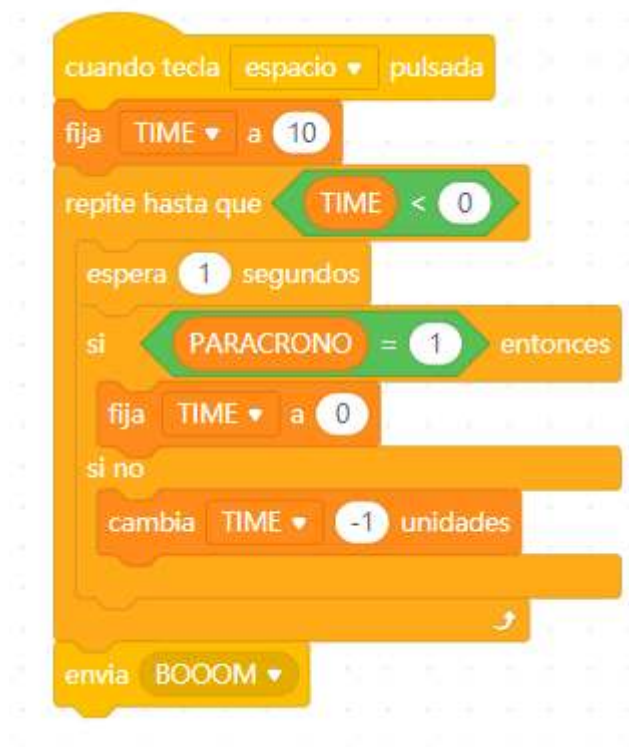 cuando tecla espacio pulsada
fija TIME a 10
repite hasta que TIME < 0
espera 1 segundos
si PARACRONO = 1 entonces
fija TIME a 0
si no
cambia TIME -1 unidades
envia BOOOM